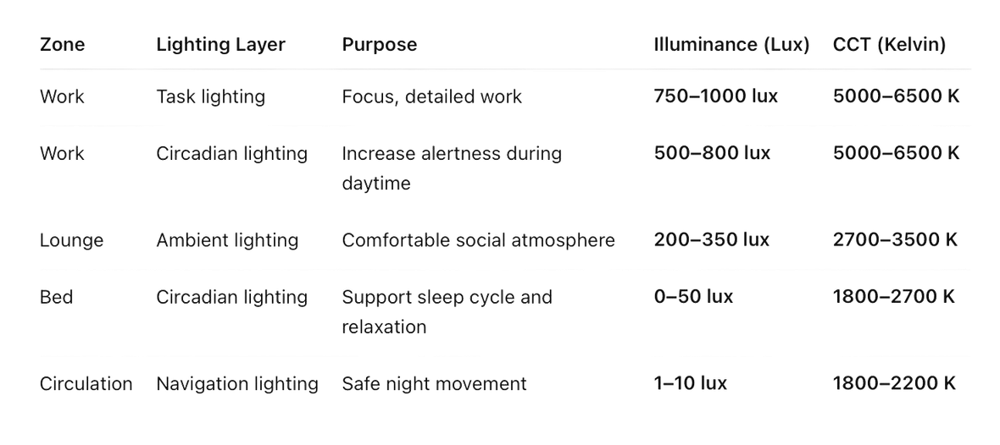 Zone Lighting Layer Purpose Illuminance (Lux) CCT (Kelvin)
Work Task lighting Focus, detailed work 750–1000 lux 5000–6500 K
Work Circadian lighting Increase alertness during 500–800 lux 5000–6500 K
daytime
Lounge Ambient lighting Comfortable social atmosphere 200–350 lux 2700–3500 K
Bed Circadian lighting Support sleep cycle and 0–50 lux 1800–2700 K
relaxation
Circulation Navigation lighting Safe night movement 1–10 lux 1800–2200 K